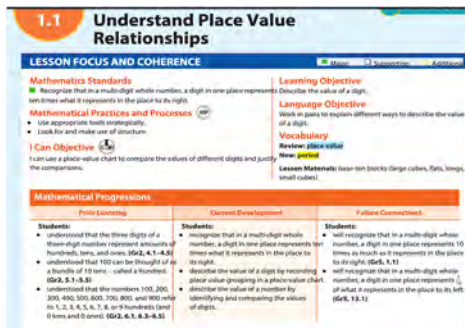 1.1
Understand Place Value
Relationships
LESSON FOCUS AND COHERENCE
Major
Supporting
Additional
Mathematics Standards
Recognize that in a multi-digit whole number, a digit in one place represents
ten times what it represents in the place to its right.
Mathematical Practices and Processes
• Use appropriate tools strategically.
• Look for and make use of structure.
I Can Objective
I can use a place-value chart to compare the values of different digits and justify
the comparisons.
Learning Objective
Describe the value of a digit.
Language Objective
Work in pairs to explain different ways to describe the value
of a digit.
Vocabulary
Review: place value
New: period
Lesson Materials: base-ten blocks (large cubes, flats, longs,
small cubes)
Mathematical Progressions
Prior Learning
Students:
• understood that the three digits of a
three-digit number represent amounts of
hundreds, tens, and ones. (Gr2, 4.1–4.5)
• understood that 100 can be thought of as
a bundle of 10 tens – called a hundred.
(Gr2, 5.1–5.5)
• understood that the numbers 100, 200,
300, 400, 500, 600, 700, 800, and 900 refer
to 1, 2, 3, 4, 5, 6, 7, 8, or 9 hundreds (and
0 tens and 0 ones). (Gr2, 6.1, 6.3–6.5)
Current Development
Students:
• recognize that in a multi-digit whole
number, a digit in one place represents ten
times what it represents in the place to
its right.
• describe the value of a digit by recording
place value grouping in a place-value chart.
• describe the value of a number by
identifying and comparing the values
of digits.
Future Connections
Students:
• will recognize that in a multi-digit whole
number, a digit in one place represents 10
times as much as it represents in the place
to its right. (Gr5, 1.1)
• will recognize that in a multi-digit whole
number, a digit in one place represents
of what it represents in the place to its left.
(Gr5, 13.1)